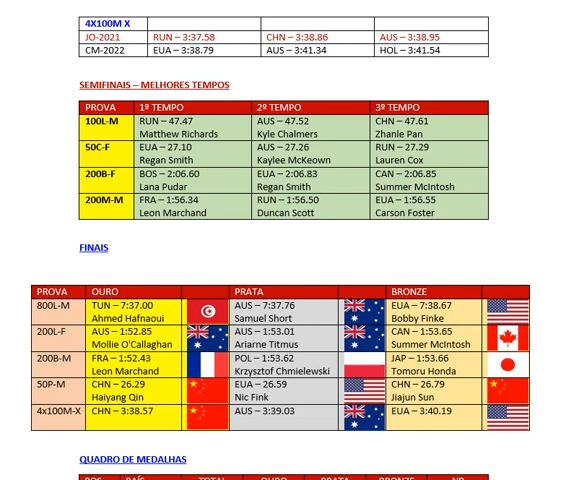 4X100M X
JO-2021 RUN – 3:37.58 CHN – 3:38.86 AUS – 3:38.95
CM-2022 EUA – 3:38.79 AUS – 3:41.34 HOL – 3:41.54
SEMIFINAIS – MELHORES TEMPOS
PROVA 1º TEMPO 2º TEMPO 3º TEMPO
100L-M RUN – 47.47 AUS – 47.52 CHN – 47.61
Matthew Richards Kyle Chalmers Zhanle Pan
50C-F EUA – 27.10 AUS – 27.26 RUN – 27.29
Regan Smith Kaylee McKeown Lauren Cox
200B-F BOS – 2:06.60 EUA – 2:06.83 CAN – 2:06.85
Lana Pudar Regan Smith Summer McIntosh
200M-M FRA – 1:56.34 RUN – 1:56.50 EUA – 1:56.55
Leon Marchand Duncan Scott Carson Foster
FINAIS
PROVA OURO PRATA BRONZE
800L-M TUN – 7:37.00 AUS – 7:37.76 EUA – 7:38.67
Ahmed Hafnaoui Samuel Short Bobby Finke
200L-F AUS – 1:52.85 AUS – 1:53.01 CAN – 1:53.65
Mollie O'Callaghan Ariarne Titmus Summer McIntosh
200B-M FRA – 1:52.43 POL – 1:53.62 JAP – 1:53.66
Leon Marchand Krzysztof Chmielewski Tomoru Honda
50P-M CHN – 26.29 EUA – 26.59 CHN – 26.79
Haiyang Qin Nic Fink Jiajun Sun
4x100M-X CHN – 3:38.57 AUS – 3:39.03 EUA – 3:40.19
QUADRO DE MEDALHAS
POS PAÍS TOTAL OURO PRATA BRONZE